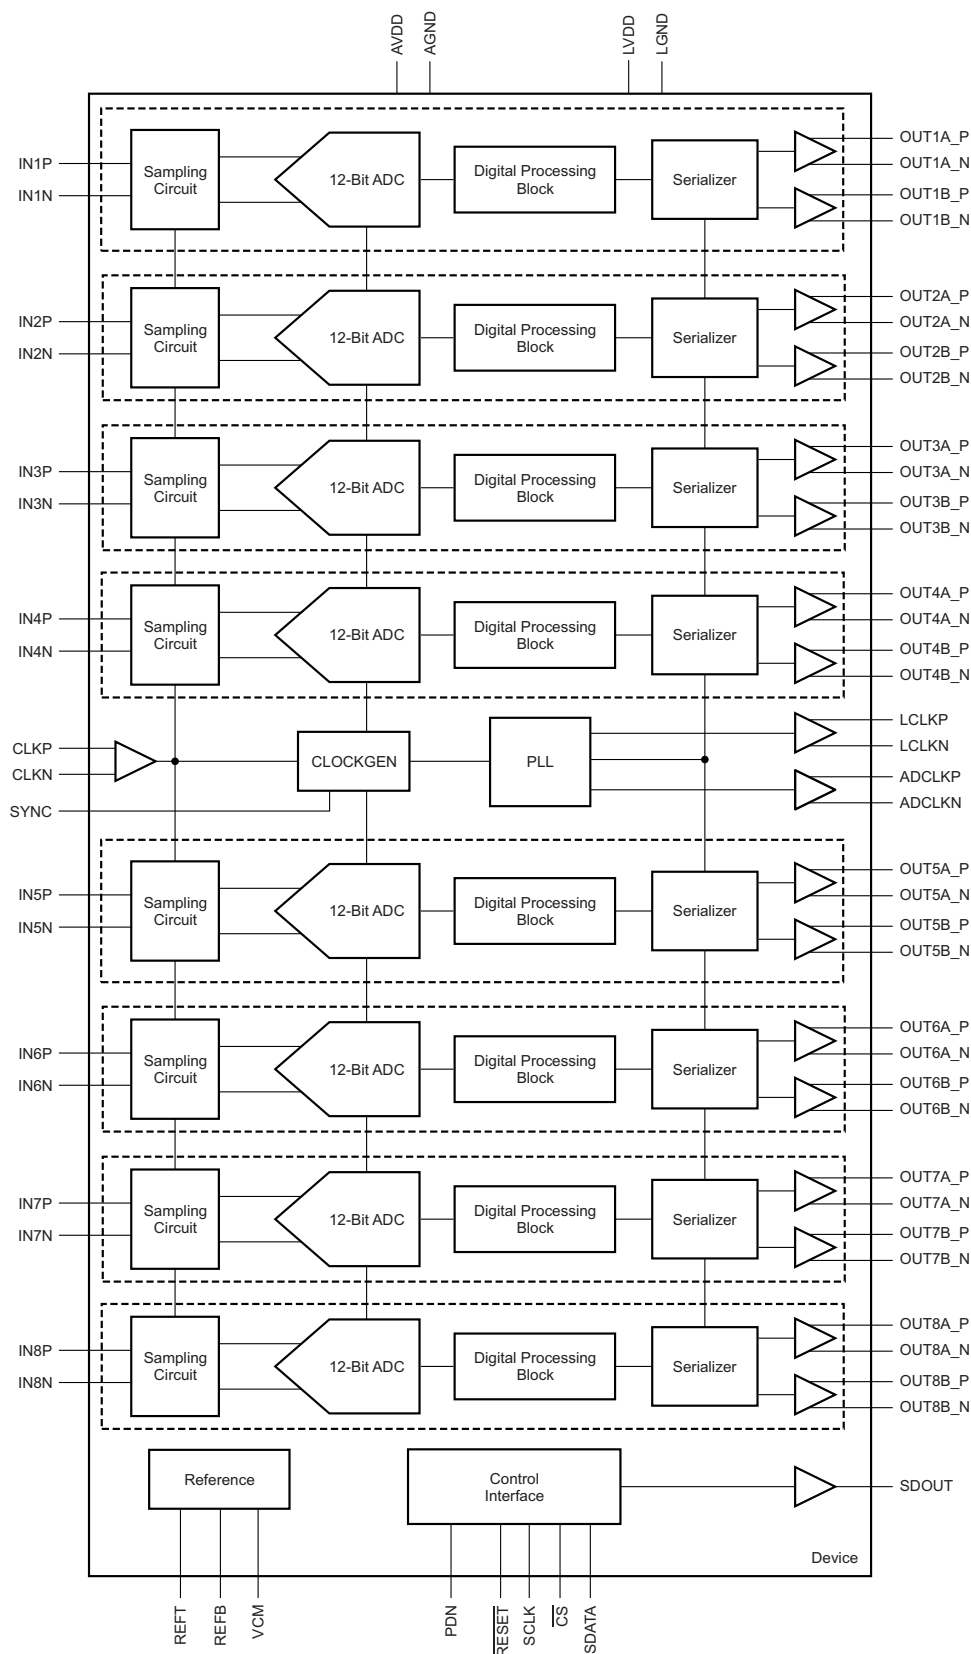 AVDD
AGND
LVDD
LGND
IN1P
IN1N
Sampling
Circuit
12-Bit ADC
Digital Processing
Block
Serializer
OUT1A_P
OUT1A_N
OUT1B_P
OUT1B_N
IN2P
IN2N
Sampling
Circuit
12-Bit ADC
Digital Processing
Block
Serializer
OUT2A_P
OUT2A_N
OUT2B_P
OUT2B_N
IN3P
IN3N
Sampling
Circuit
12-Bit ADC
Digital Processing
Block
Serializer
OUT3A_P
OUT3A_N
OUT3B_P
OUT3B_N
IN4P
IN4N
Sampling
Circuit
12-Bit ADC
Digital Processing
Block
Serializer
OUT4A_P
OUT4A_N
OUT4B_P
OUT4B_N
CLKP
CLKN
SYNC
CLOCKGEN
PLL
LCLKP
LCLKN
ADCLKP
ADCLKN
IN5P
IN5N
Sampling
Circuit
12-Bit ADC
Digital Processing
Block
Serializer
OUT5A_P
OUT5A_N
OUT5B_P
OUT5B_N
IN6P
IN6N
Sampling
Circuit
12-Bit ADC
Digital Processing
Block
Serializer
OUT6A_P
OUT6A_N
OUT6B_P
OUT6B_N
IN7P
IN7N
Sampling
Circuit
12-Bit ADC
Digital Processing
Block
Serializer
OUT7A_P
OUT7A_N
OUT7B_P
OUT7B_N
IN8P
IN8N
Sampling
Circuit
12-Bit ADC
Digital Processing
Block
Serializer
OUT8A_P
OUT8A_N
OUT8B_P
OUT8B_N
Reference
Control
Interface
SDOUT
Device
REFT
REFB
VCM
PDN
RESET
SCLK
CS
SDATA